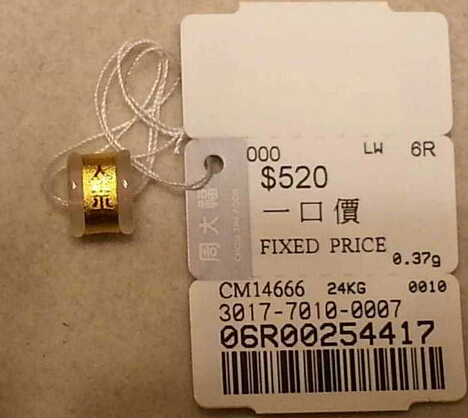 000 LW 6R
$520
一口價
FIXED PRICE
0.37g
周大福
CHOW TAI FOOK
CM14666 24KG 0010
3017-7010-0007
06R00254417